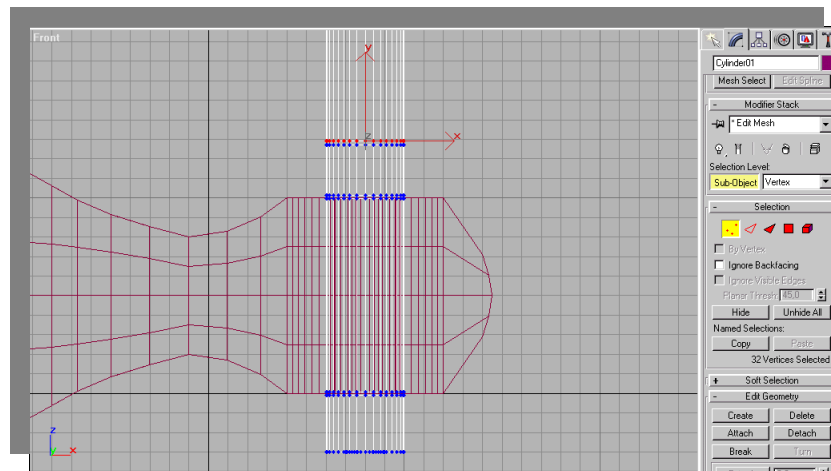 Front
y
x
z
z
x
Cylinder01
Mesh Select Edit Spline
- Modifier Stack
* Edit Mesh
Selection Level:
Sub-Object Vertex
- Selection
By Vertex
Ignore Backfacing
Ignore Visible Edges
Planar Thresh: 45,0
Hide Unhide All
Named Selections:
Copy Paste
32 Vertices Selected
+ Soft Selection
- Edit Geometry
Create Delete
Attach Detach
Break Turn